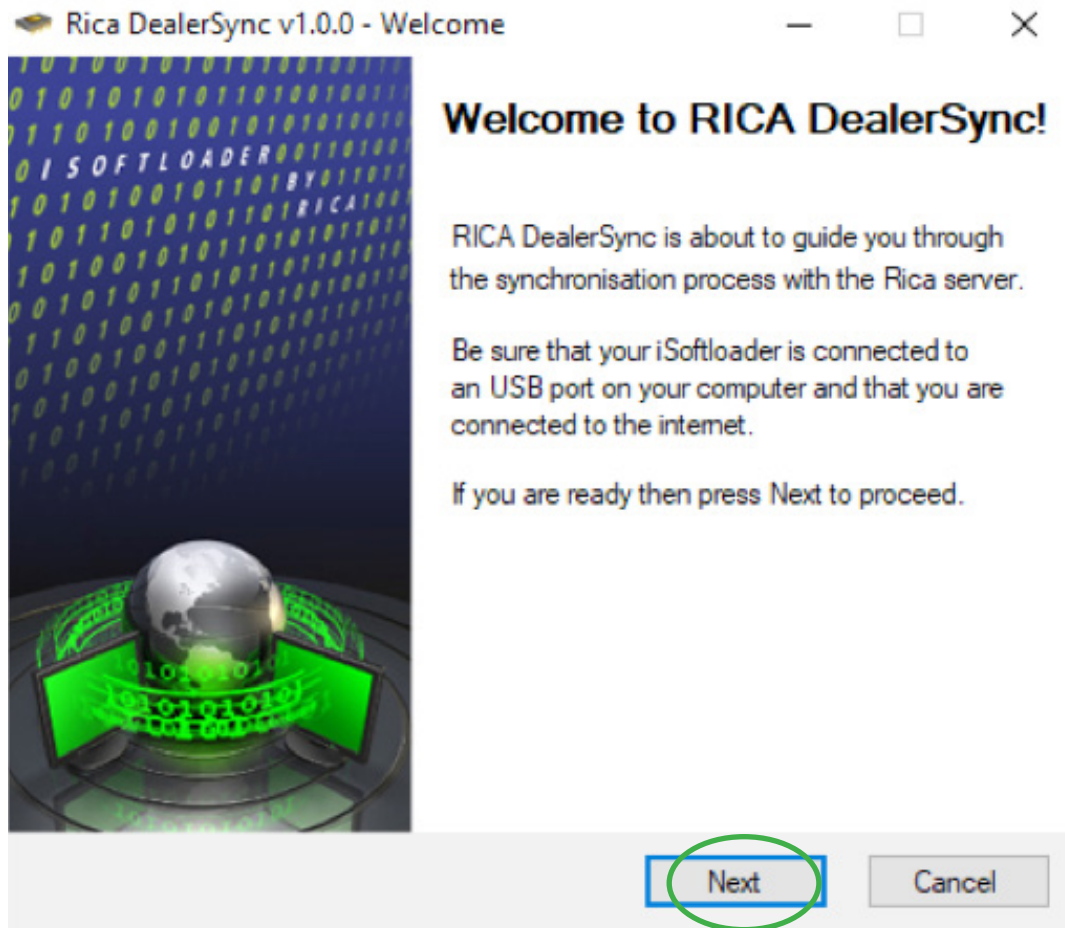 Rica DealerSync v1.0.0 - Welcome
ISOFTLOADER
BY
RICA
Welcome to RICA DealerSync!
RICA DealerSync is about to guide you through
the synchronisation process with the Rica server.
Be sure that your iSoftloader is connected to
an USB port on your computer and that you are
connected to the internet.
If you are ready then press Next to proceed.
Next
Cancel